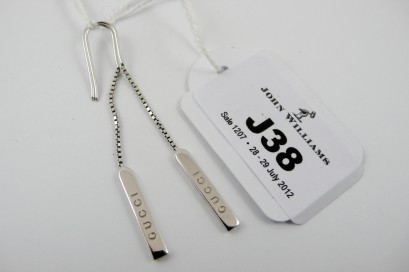 GUCCI
GUCCI
JOHN WILLIAMS
J38
Sale 1207 • 28 - 29 July 2012